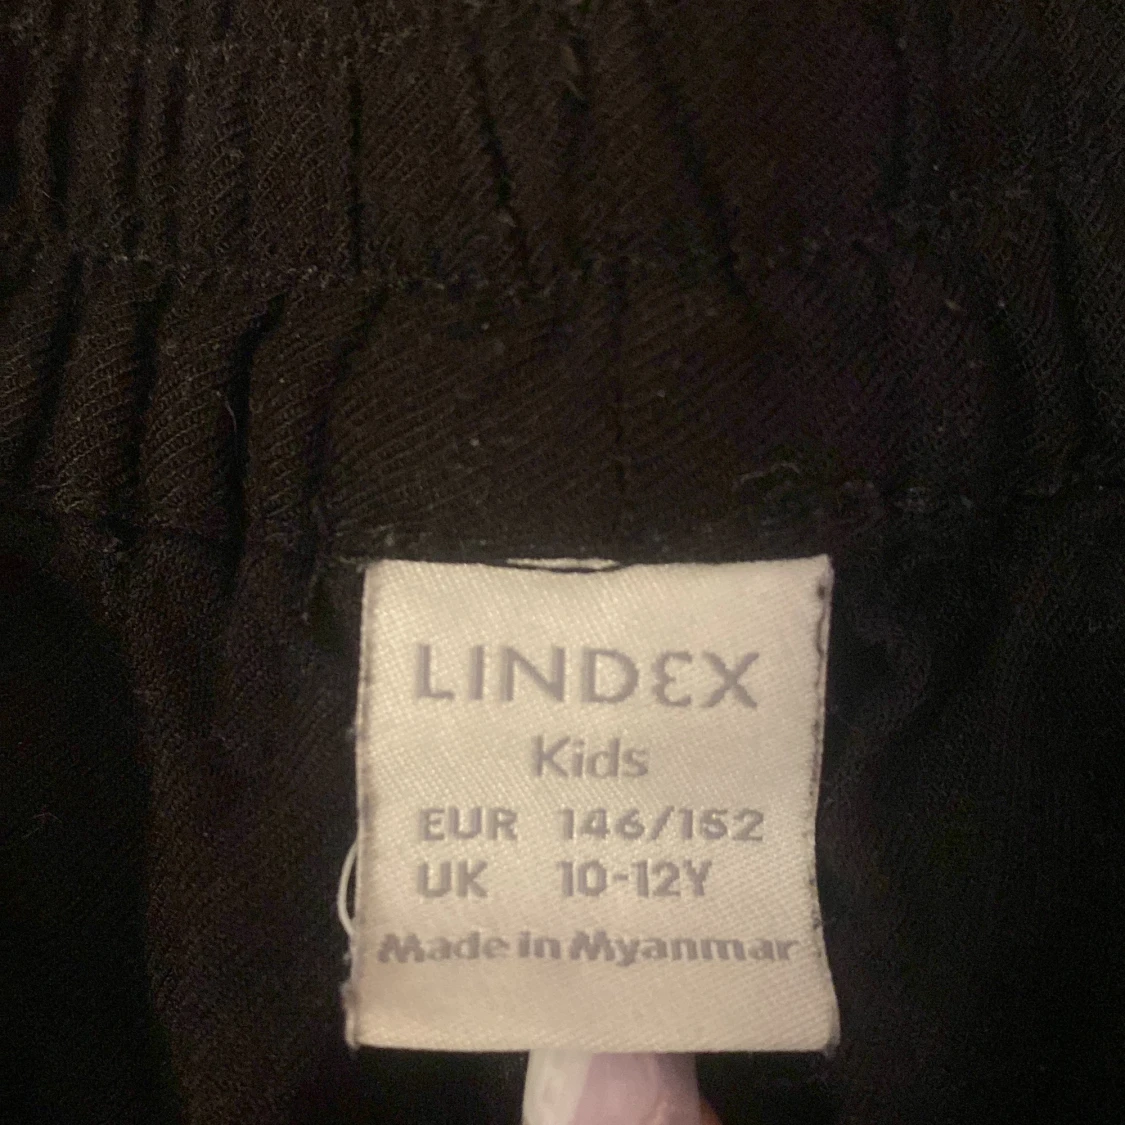 LINDEX
Kids
EUR 146/152
UK 10-12Y
Made in Myanmar